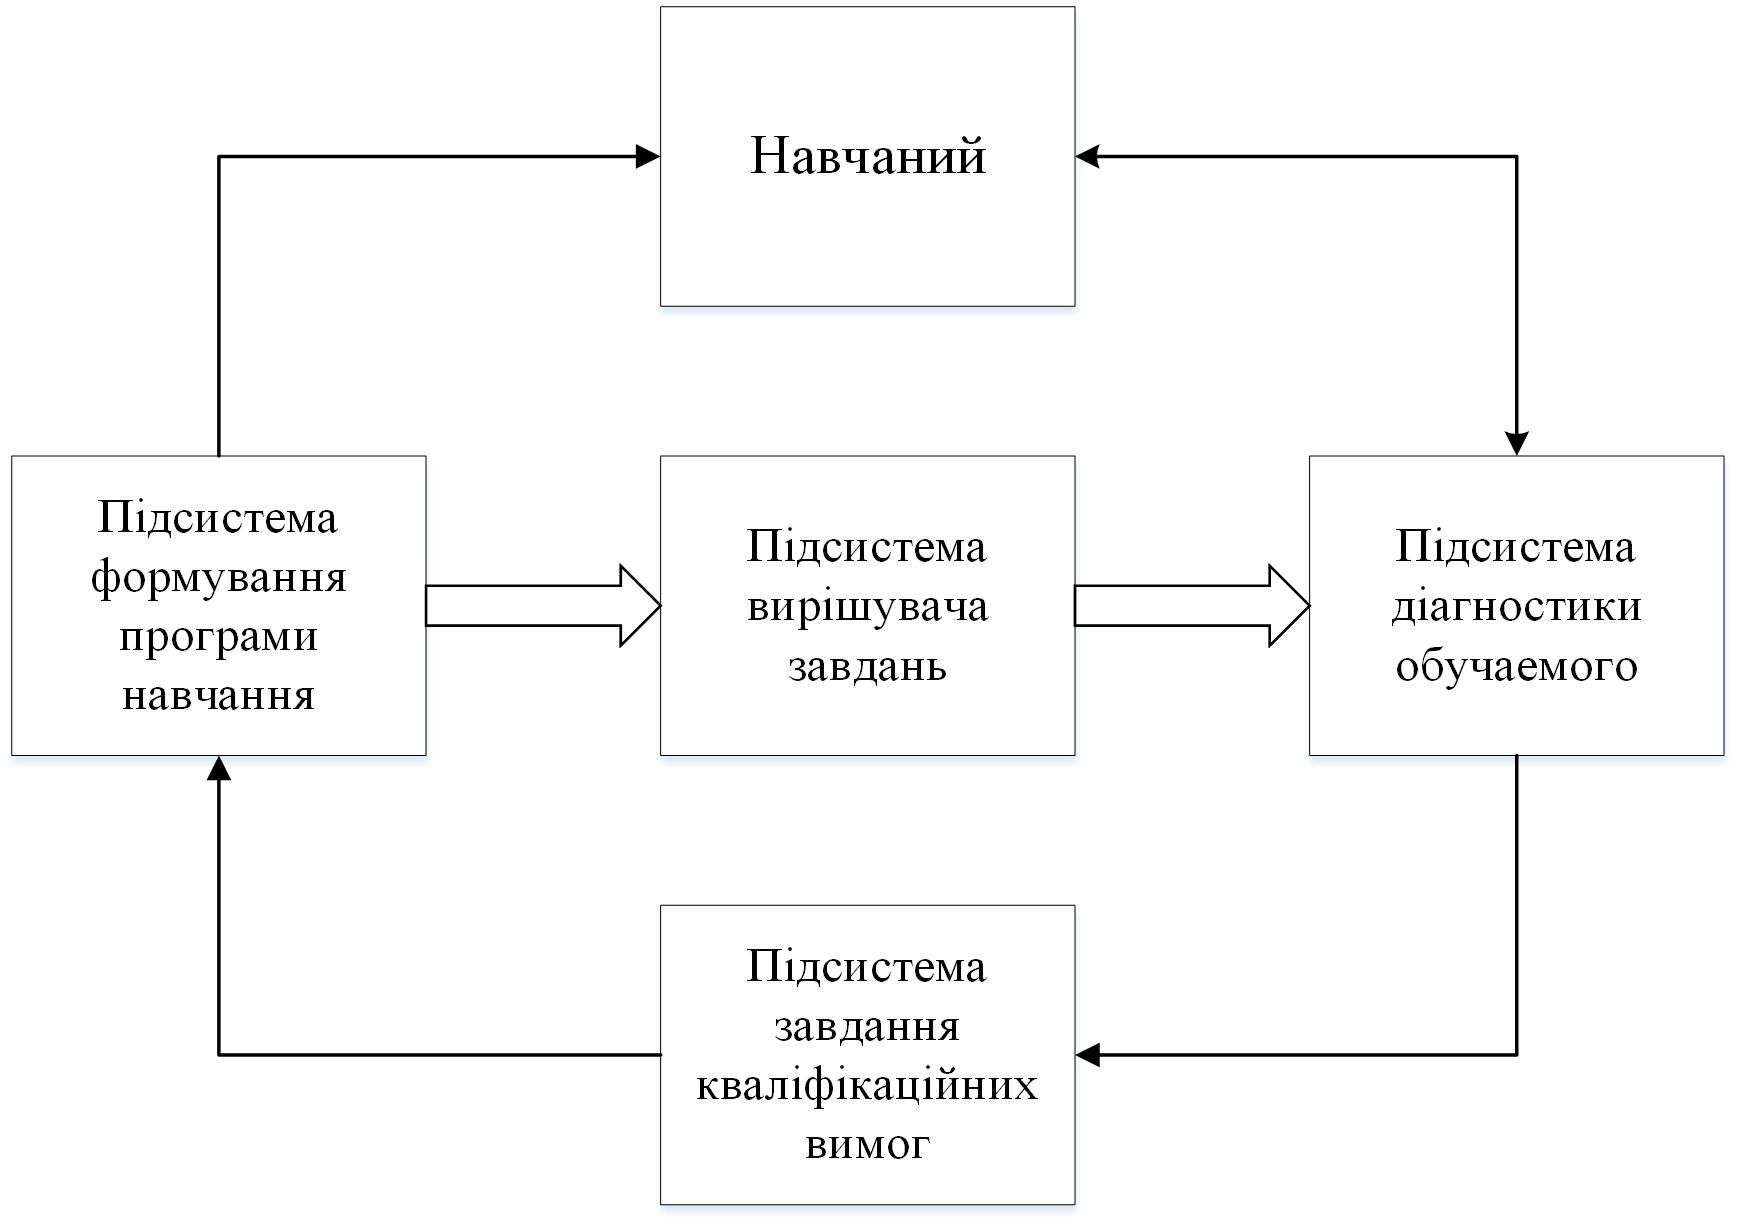 Навчаний
Підсистема
формування
програми
навчання
Підсистема
вирішувача
завдань
Підсистема
діагностики
обучаемого
Підсистема
завдання
кваліфікаційних
вимог